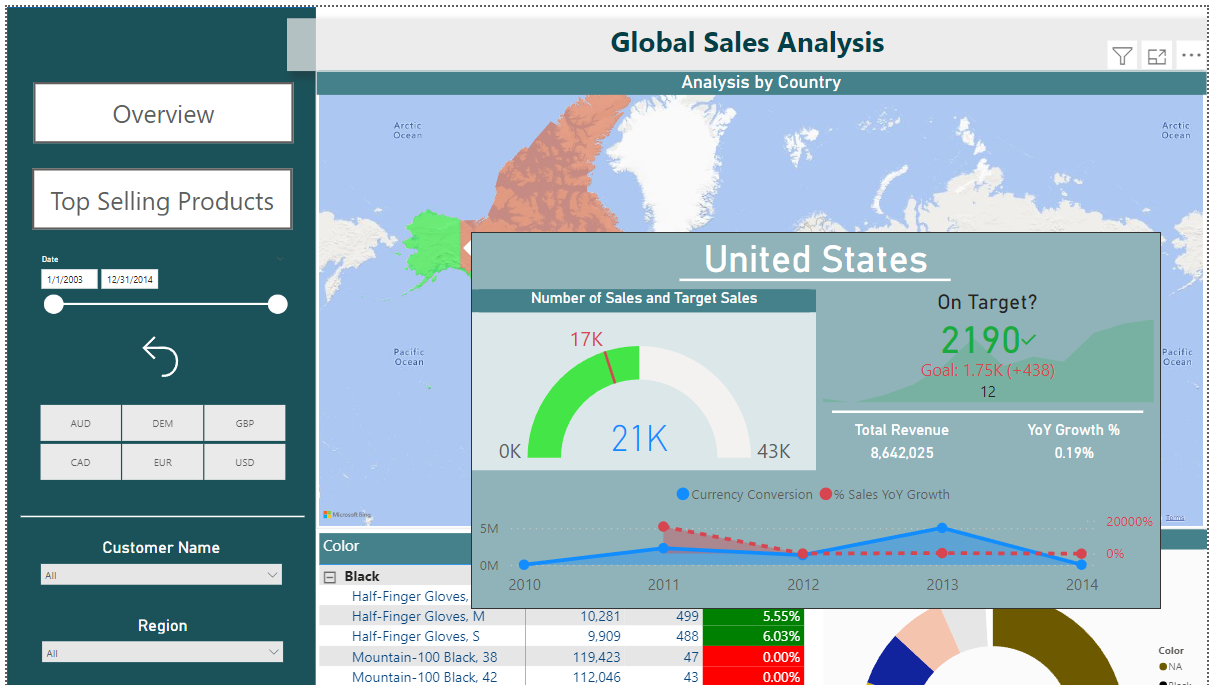 Global Sales Analysis
Analysis by Country
Overview
Top Selling Products
Date
1/1/2003 12/31/2014
AUD DEM GBP
CAD EUR USD
Customer Name
All
Region
All
Arctic
Ocean
Arctic
Ocean
Pacific
Ocean
Pacific
Ocean
Microsoft Bing
Terms
United States
Number of Sales and Target Sales
17K
0K
21K
43K
On Target?
2190
Goal: 1.75K (+438)
12
Total Revenue YoY Growth %
8,642,025 0.19%
Currency Conversion % Sales YoY Growth
5M
0M
20000%
0%
2010 2011 2012 2013 2014
Color
Black
Half-Finger Gloves,
Half-Finger Gloves, M 10,281 499 5.55%
Half-Finger Gloves, S 9,909 488 6.03%
Mountain-100 Black, 38 119,423 47 0.00%
Mountain-100 Black, 42 112,046 43 0.00%
Color
NA